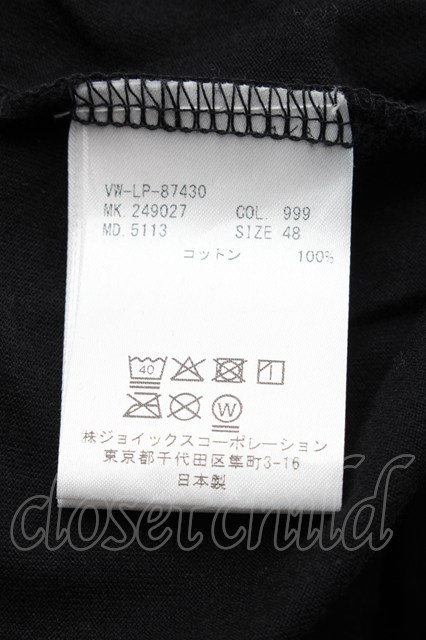 VW-LP-87430
MK. 249027 COL. 999
MD. 5113 SIZE 48
コットン 100%
40
W
㈱ジョイックスコーポレーション
東京都千代田区隼町3-16
日本製
closet child